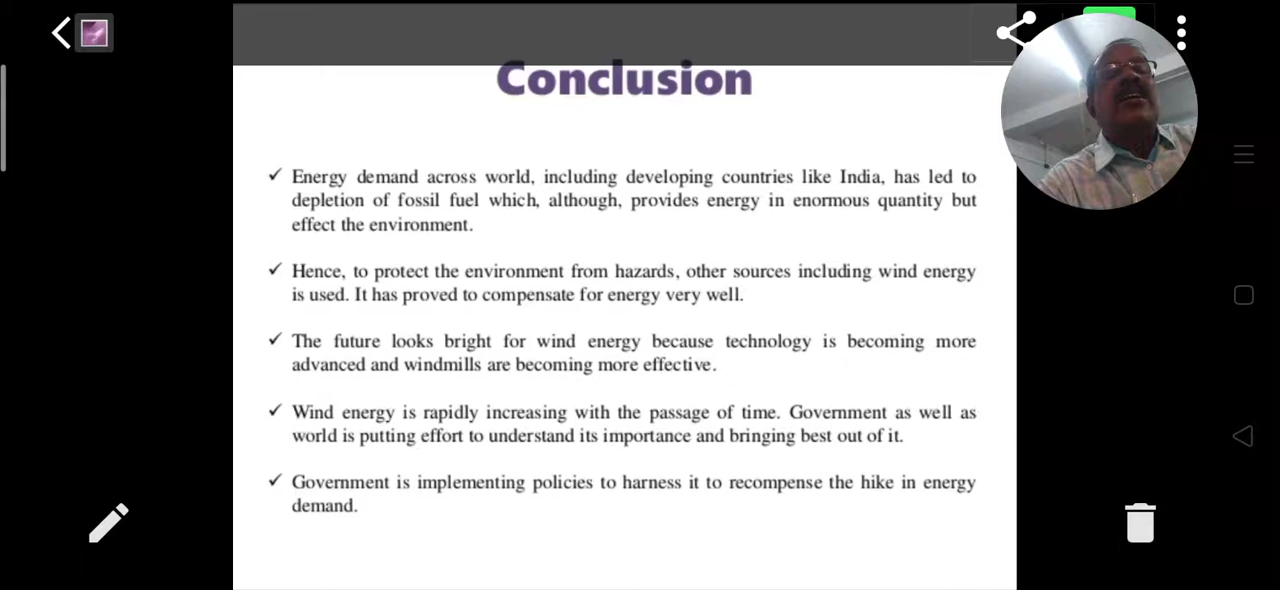 Conclusion
✓ Energy demand across world, including developing countries like India, has led to
depletion of fossil fuel which, although, provides energy in enormous quantity but
effect the environment.
✓ Hence, to protect the environment from hazards, other sources including wind energy
is used. It has proved to compensate for energy very well.
✓ The future looks bright for wind energy because technology is becoming more
advanced and windmills are becoming more effective.
✓ Wind energy is rapidly increasing with the passage of time. Government as well as
world is putting effort to understand its importance and bringing best out of it.
✓ Government is implementing policies to harness it to recompense the hike in energy
demand.